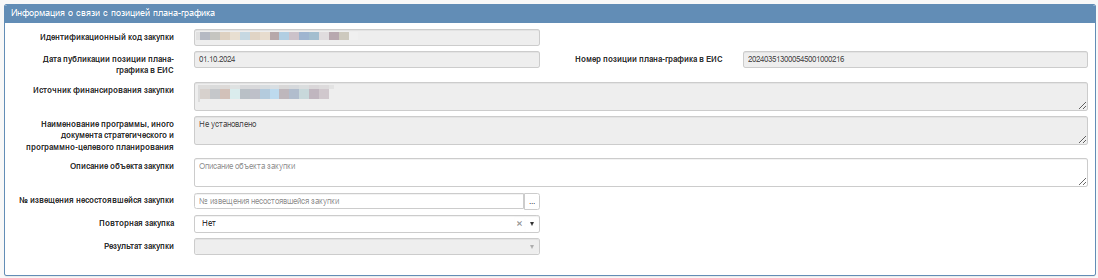 Информация о связи с позицией плана-графика
Идентификационный код закупки
Дата публикации позиции плана-
графика в ЕИС
01.10.2024
Номер позиции плана-графика в ЕИС
202403513000545001000216
Источник финансирования закупки
Наименование программы, иного
документа стратегического и
программно-целевого планирования
Не установлено
Описание объекта закупки
Описание объекта закупки
№ извещения несостоявшейся закупки
№ извещения несостоявшейся закупки
...
Повторная закупка
Нет
Результат закупки